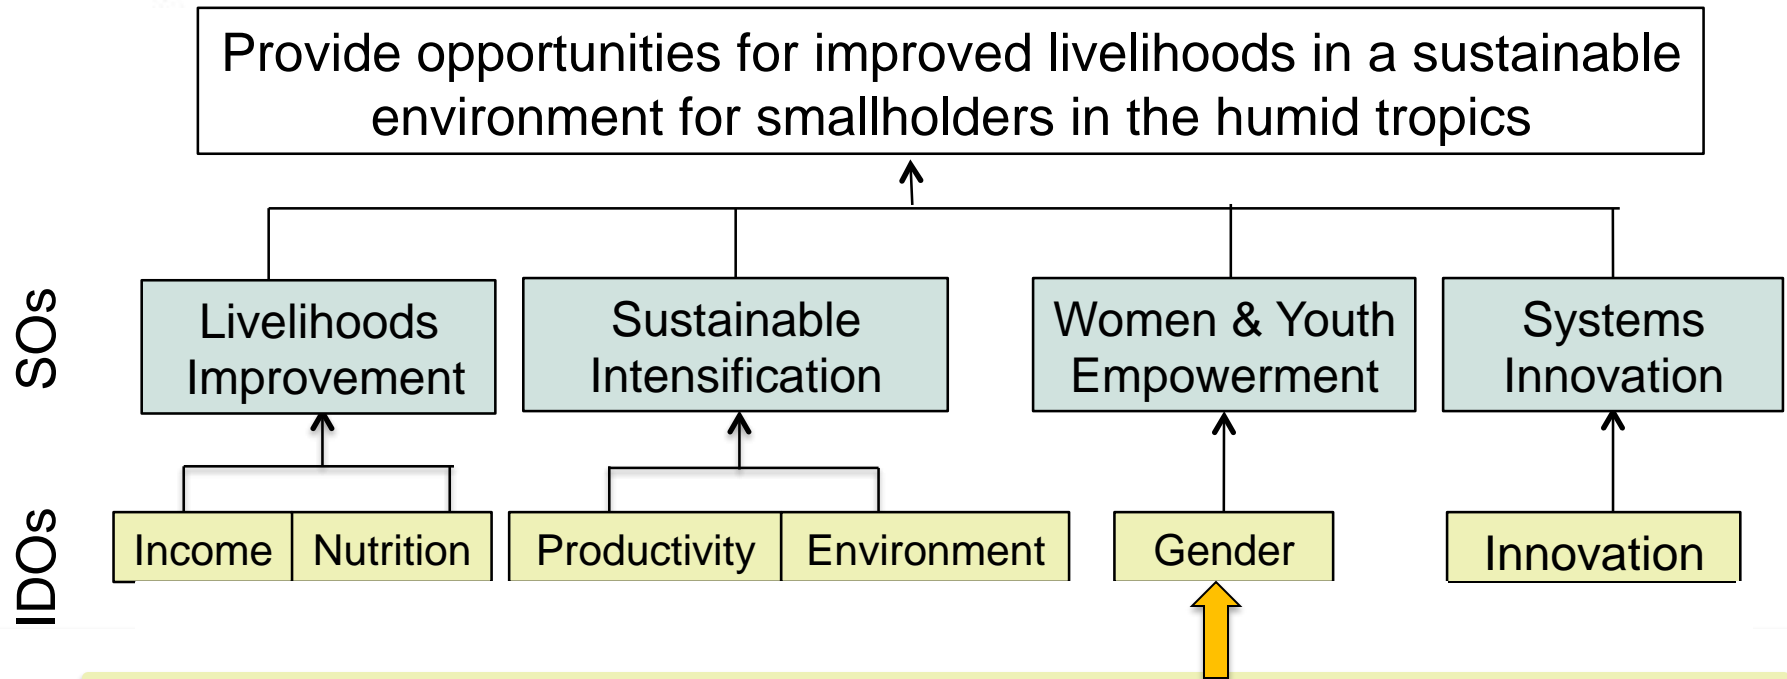 Provide opportunities for improved livelihoods in a sustainable
environment for smallholders in the humid tropics
SOs
Livelihoods
Improvement
Sustainable
Intensification
Women & Youth
Empowerment
Systems
Innovation
IDOs
Income
Nutrition
Productivity
Environment
Gender
Innovation